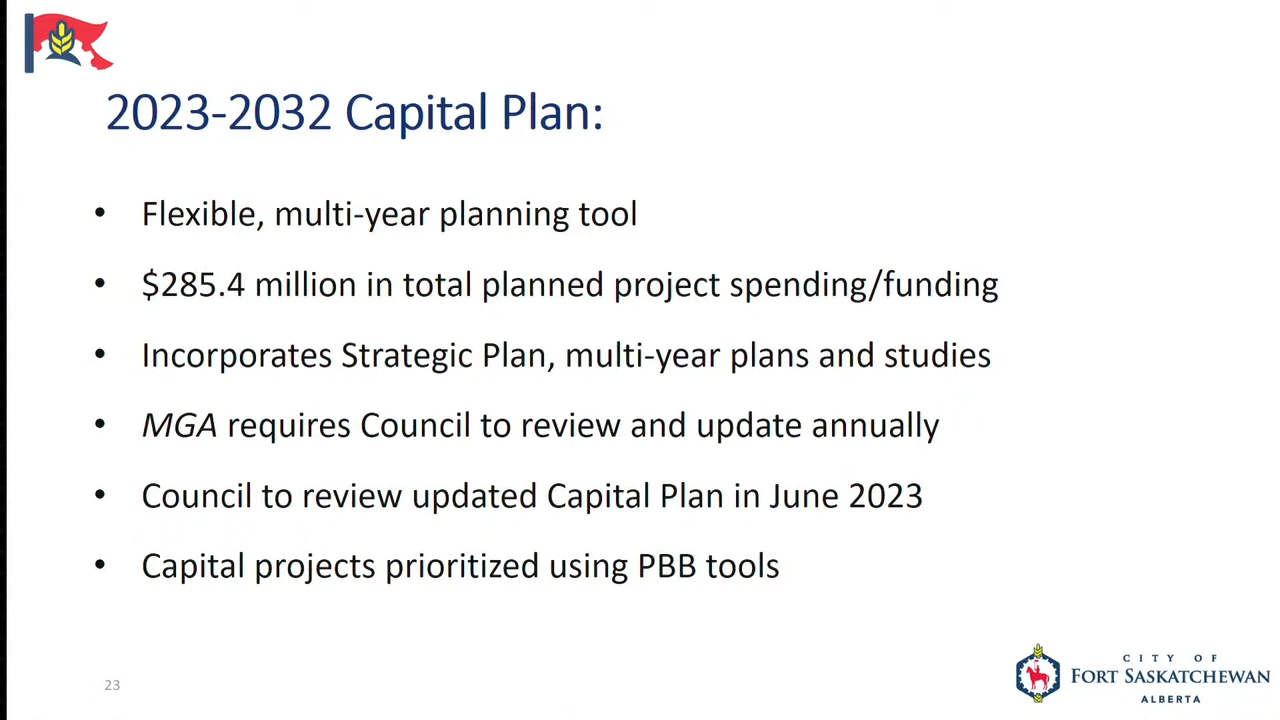 2023-2032 Capital Plan:
• Flexible, multi-year planning tool
• $285.4 million in total planned project spending/funding
• Incorporates Strategic Plan, multi-year plans and studies
• MGA requires Council to review and update annually
• Council to review updated Capital Plan in June 2023
• Capital projects prioritized using PBB tools
23
CITY OF
FORT SASKATCHEWAN
ALBERTA